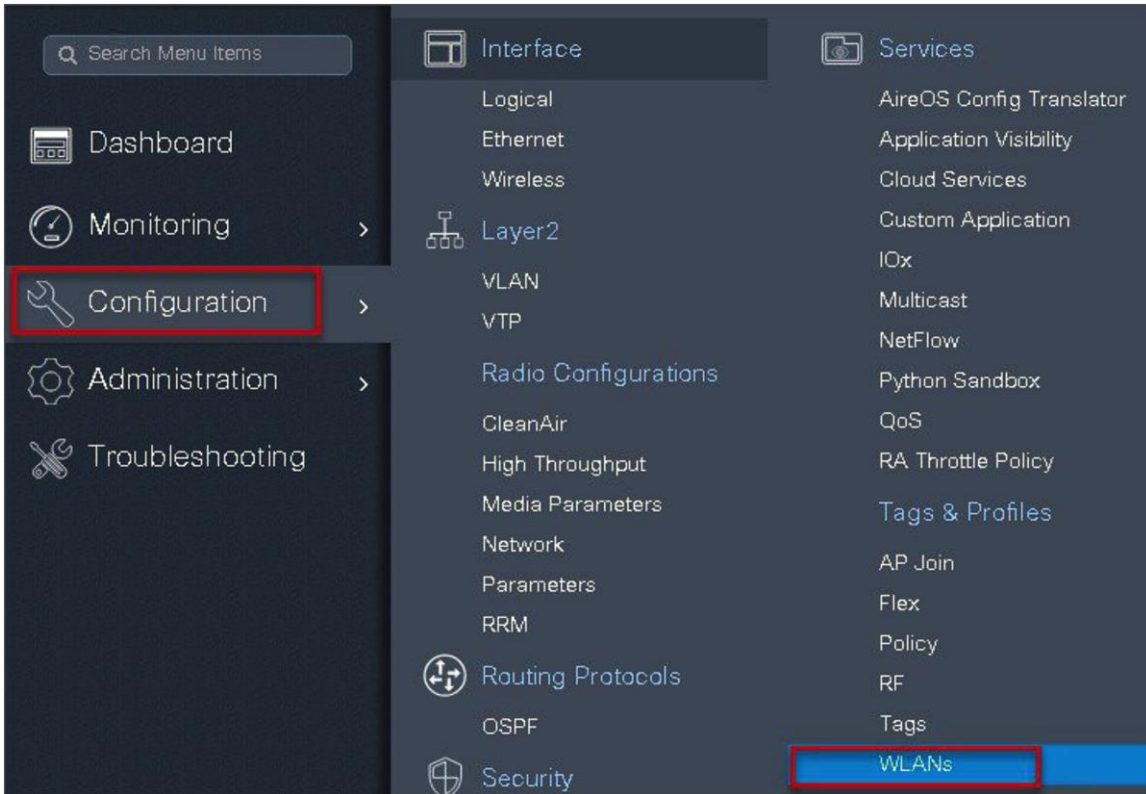 Search Menu Items
Dashboard
Monitoring
Configuration
Administration
Troubleshooting
Interface
Logical
Ethernet
Wireless
Layer2
VLAN
VTP
Radio Configurations
CleanAir
High Throughput
Media Parameters
Network
Parameters
RRM
Routing Protocols
OSPF
Security
Services
AireOS Config Translator
Application Visibility
Cloud Services
Custom Application
IOx
Multicast
NetFlow
Python Sandbox
QoS
RA Throttle Policy
Tags & Profiles
AP Join
Flex
Policy
RF
Tags
WLANs